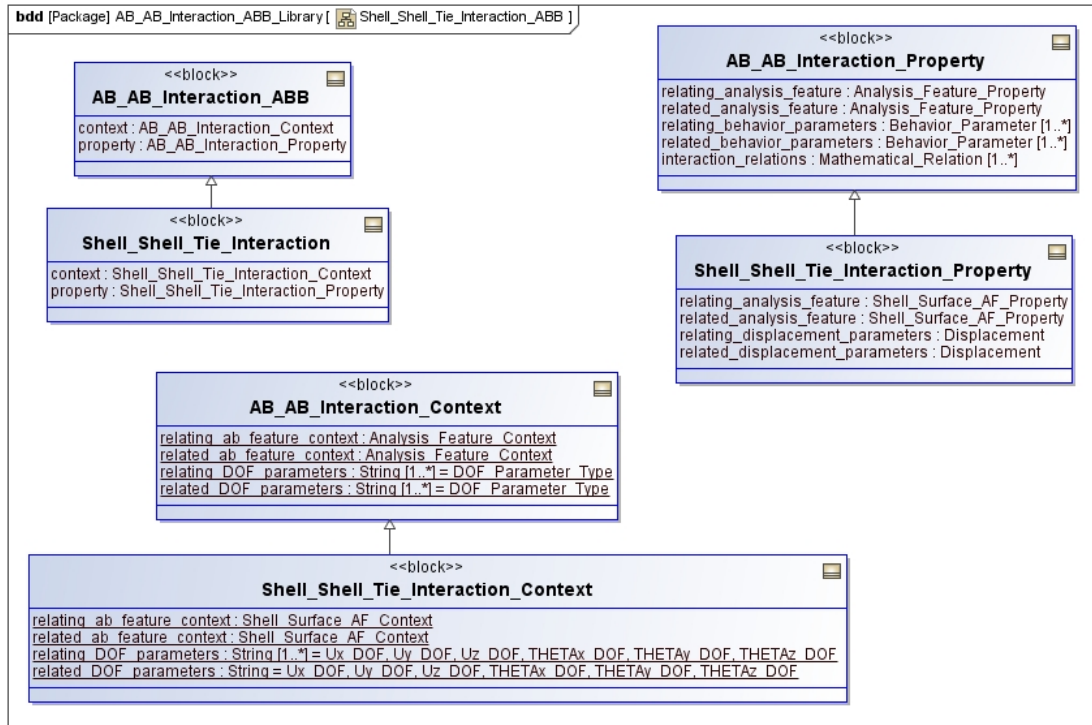 bdd [Package] AB_AB_Interaction_ABB_Library [ Shell_Shell_Tie_Interaction_ABB ]
<<block>>
AB_AB_Interaction_ABB
context : AB_AB_Interaction_Context
property : AB_AB_Interaction_Property
<<block>>
Shell_Shell_Tie_Interaction
context : Shell_Shell_Tie_Interaction_Context
property : Shell_Shell_Tie_Interaction_Property
<<block>>
AB_AB_Interaction_Property
relating_analysis_feature : Analysis_Feature_Property
related_analysis_feature : Analysis_Feature_Property
relating_behavior_parameters : Behavior_Parameter [1..*]
related_behavior_parameters : Behavior_Parameter [1..*]
interaction_relations : Mathematical_Relation [1..*]
<<block>>
Shell_Shell_Tie_Interaction_Property
relating_analysis_feature : Shell_Surface_AF_Property
related_analysis_feature : Shell_Surface_AF_Property
relating_displacement_parameters : Displacement
related_displacement_parameters : Displacement
<<block>>
AB_AB_Interaction_Context
relating_ab_feature_context : Analysis_Feature_Context
related_ab_feature_context : Analysis_Feature_Context
relating_DOF_parameters : String [1..*] = DOF_Parameter_Type
related_DOF_parameters : String [1..*] = DOF_Parameter_Type
<<block>>
Shell_Shell_Tie_Interaction_Context
relating_ab_feature_context : Shell_Surface_AF_Context
related_ab_feature_context : Shell_Surface_AF_Context
relating_DOF_parameters : String [1..*] = Ux_DOF, Uy_DOF, Uz_DOF, THETAx_DOF, THETAy_DOF, THETAz_DOF
related_DOF_parameters : String = Ux_DOF, Uy_DOF, Uz_DOF, THETAx_DOF, THETAy_DOF, THETAz_DOF